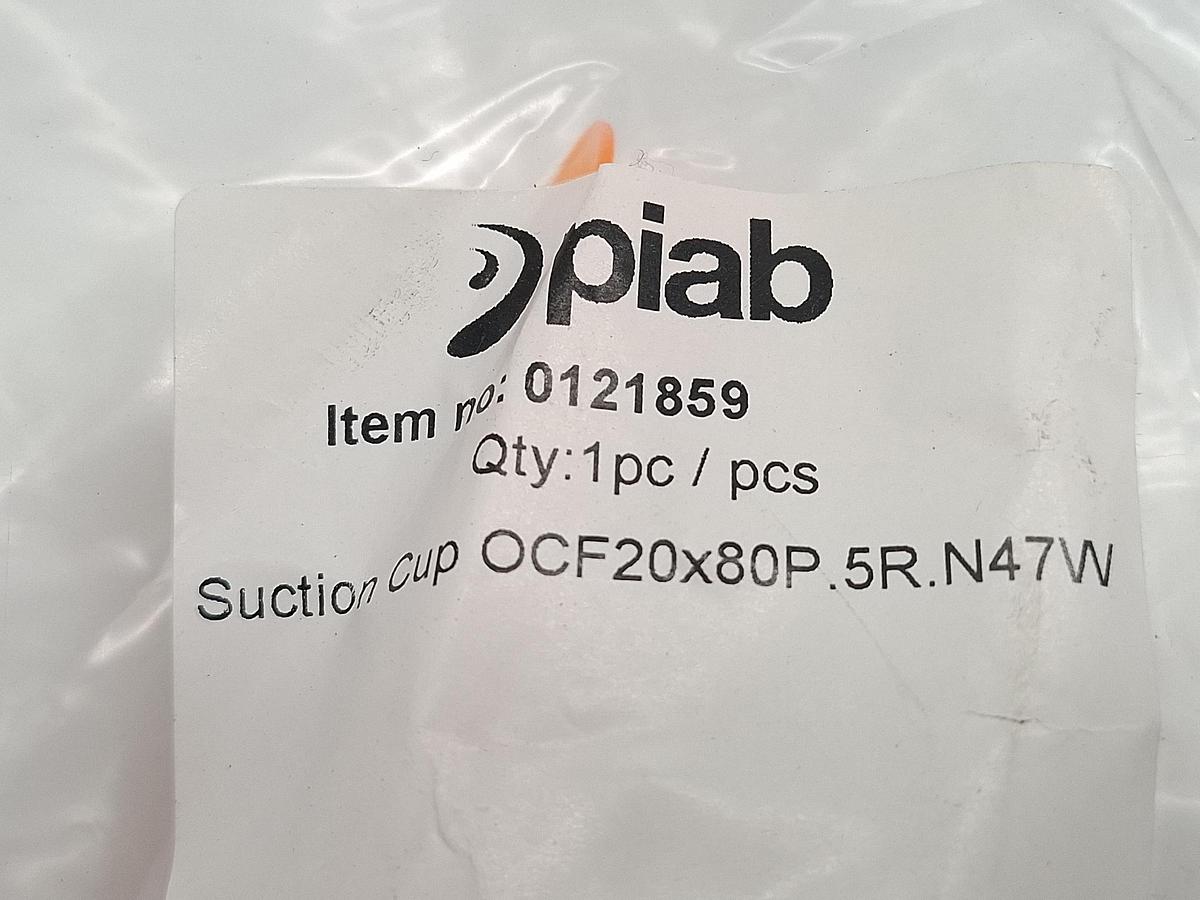 piab
Item no: 0121859
Qty:1pc / pcs
Suction Cup OCF20x80P.5R.N47W